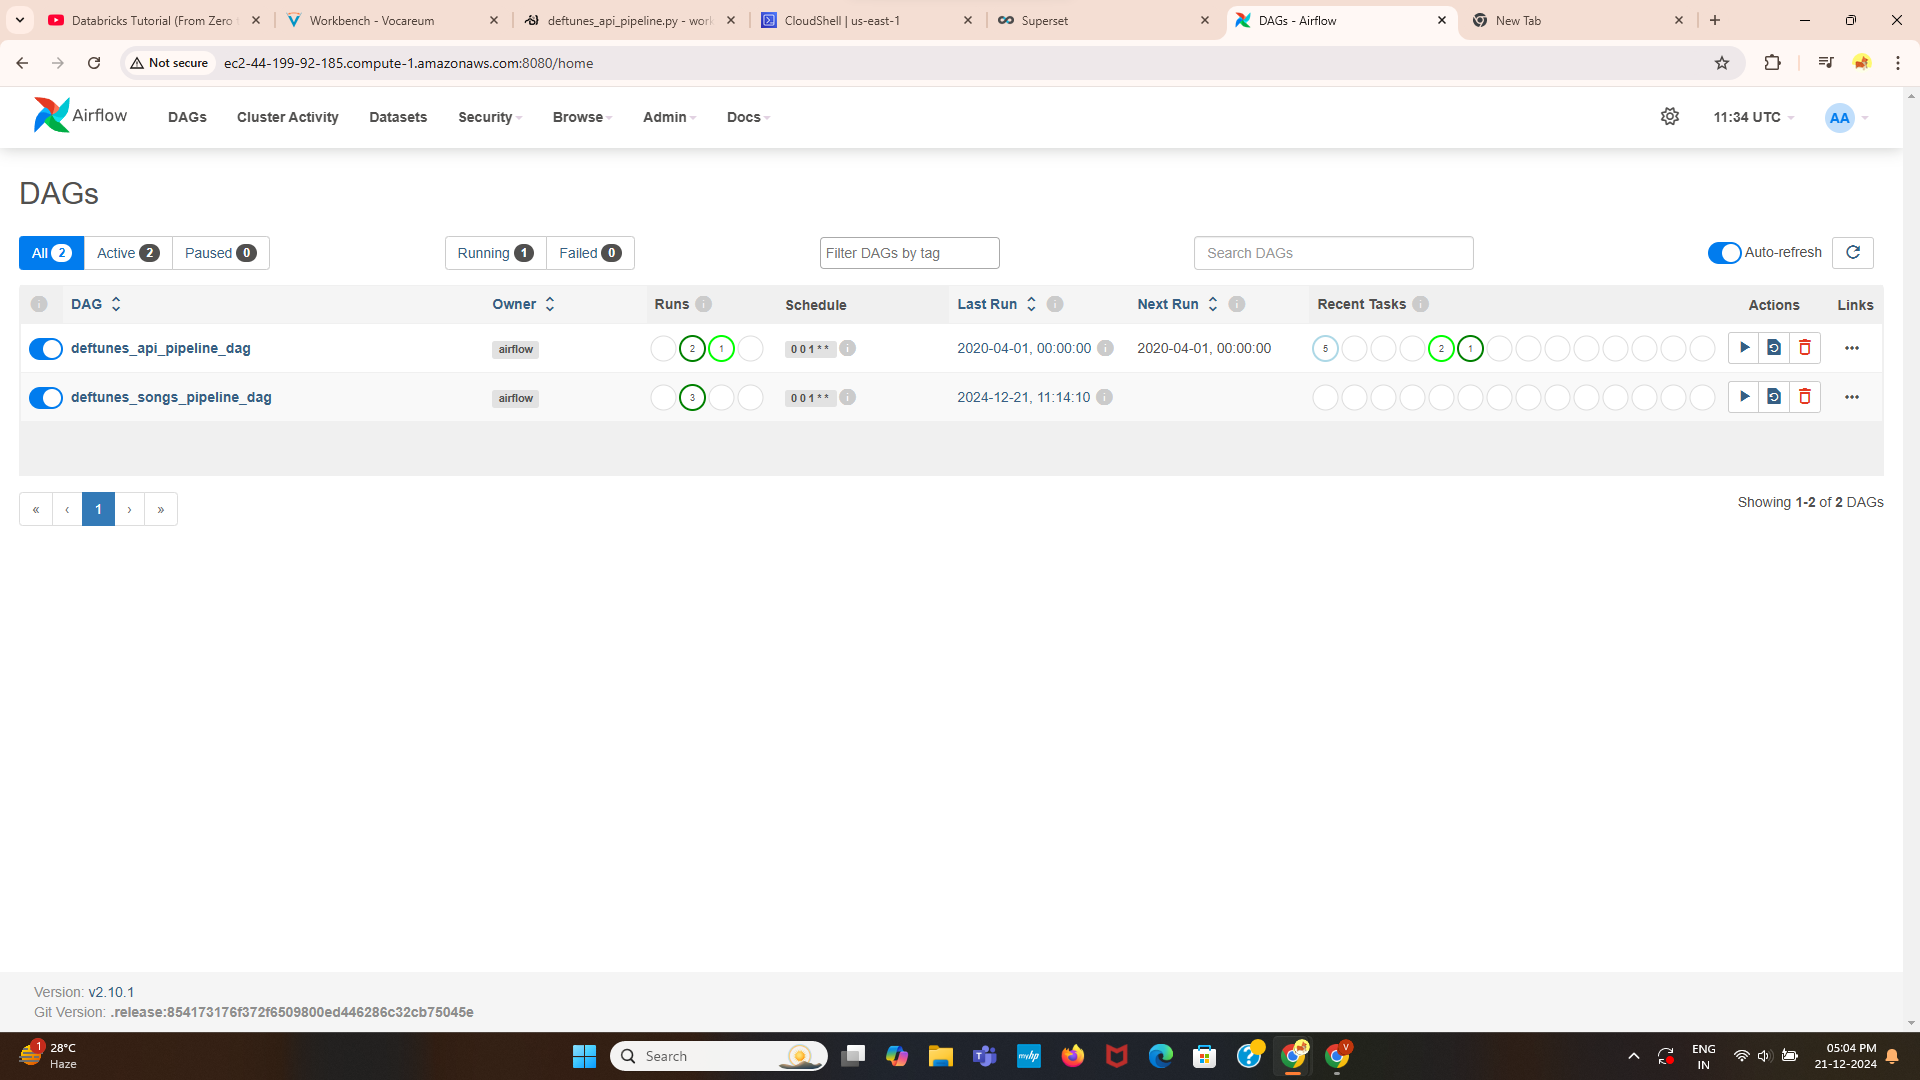 Databricks Tutorial (From Zero t
Workbench - Vocareum
deftunes_api_pipeline.py - work
CloudShell | us-east-1
Superset
DAGs - Airflow
New Tab
Not secure
ec2-44-199-92-185.compute-1.amazonaws.com:8080/home
Airflow
DAGs
Cluster Activity
Datasets
Security
Browse
Admin
Docs
11:34 UTC
AA
DAGs
All 2
Active 2
Paused 0
Running 1
Failed 0
Filter DAGs by tag
Search DAGs
Auto-refresh
DAG
Owner
Runs
Schedule
Last Run
Next Run
Recent Tasks
Actions
Links
deftunes_api_pipeline_dag
airflow
2
1
0 0 1 * *
2020-04-01, 00:00:00
2020-04-01, 00:00:00
5
2
1
deftunes_songs_pipeline_dag
airflow
3
0 0 1 * *
2024-12-21, 11:14:10
« ‹ 1 › »
Showing 1-2 of 2 DAGs
Version: v2.10.1
Git Version: .release:854173176f372f6509800ed446286c32cb75045e
1
28°C
Haze
Search
myhp
V
ENG
IN
05:04 PM
21-12-2024